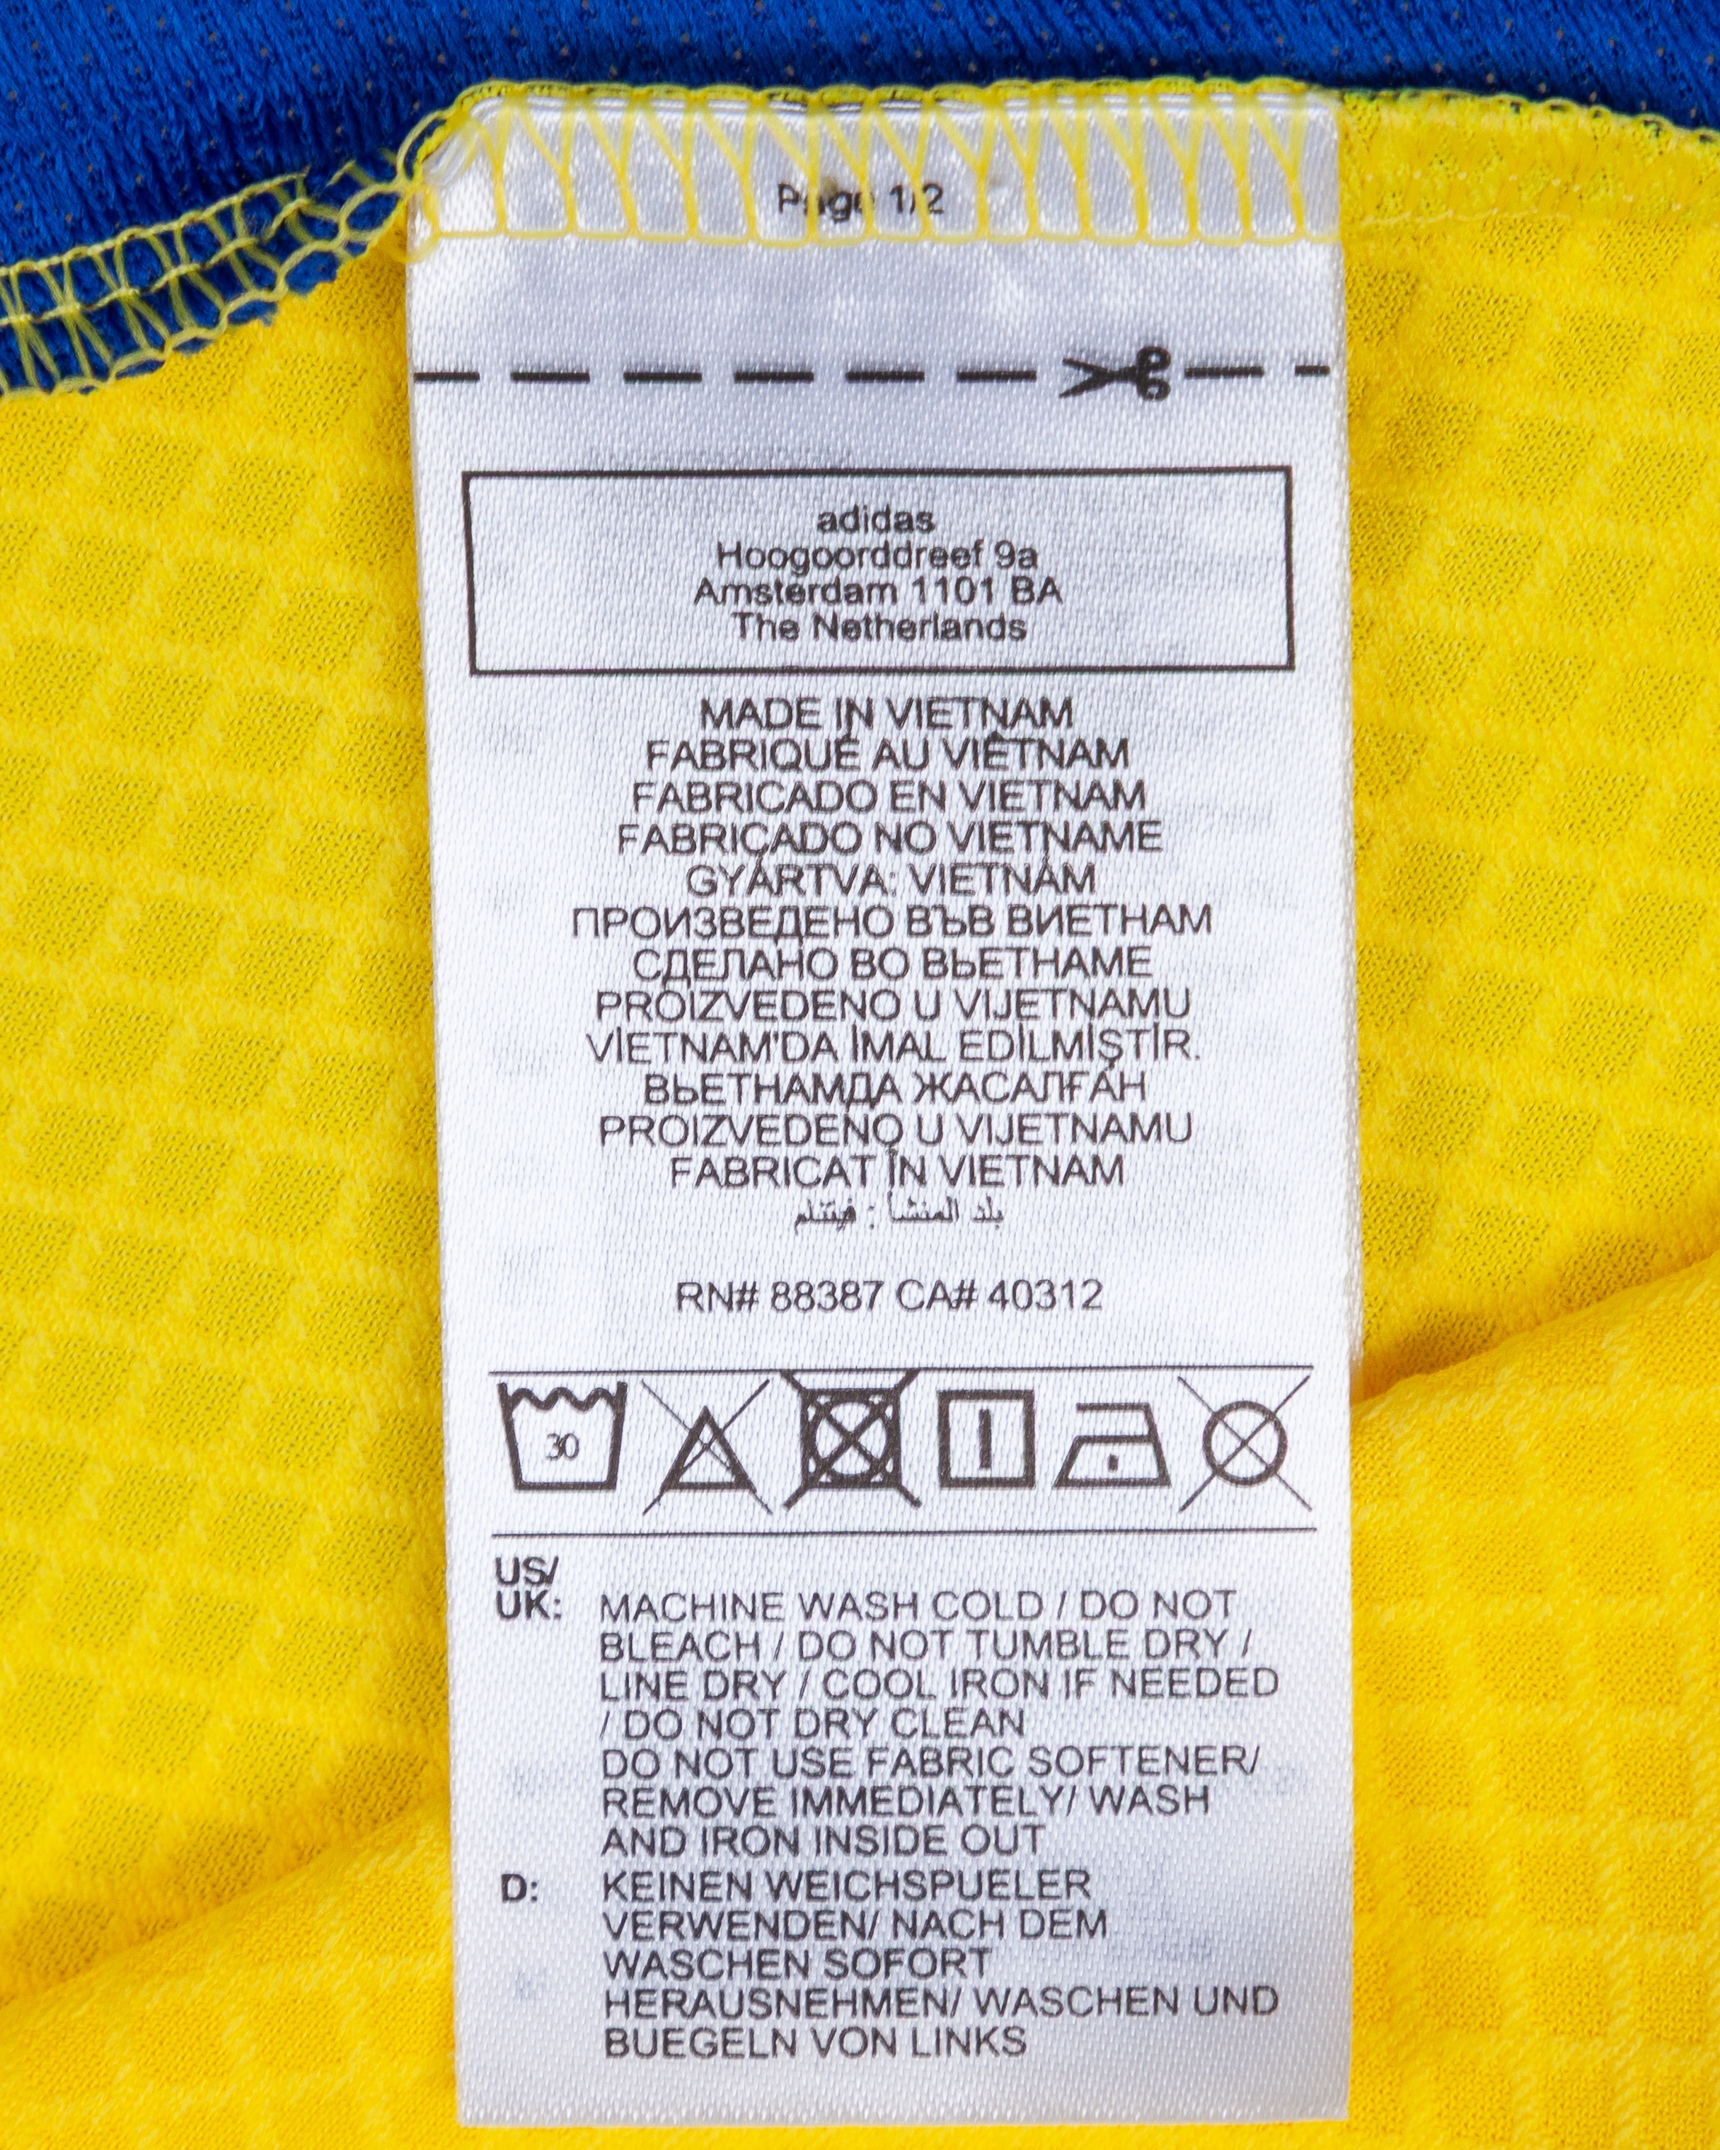 Page 1/2
adidas
Hoogoorddreef 9a
Amsterdam 1101 BA
The Netherlands
MADE IN VIETNAM
FABRIQUÉ AU VIÊTNAM
FABRICADO EN VIETNAM
FABRICADO NO VIETNAME
GYÁRTVA: VIETNÁM
ПРОИЗВЕДЕНО ВЪВ ВИЕТНАМ
СДЕЛАНО ВО ВЬЕТНАМЕ
PROIZVEDENO U VIJETNAMU
VİETNAM'DA İMAL EDİLMİŞTİR.
ВЬЕТНАМДА ЖАСАЛҒАН
PROIZVEDENO U VIJETNAMU
FABRICAT ÎN VIETNAM
بلد المنشأ : فيتنام
RN# 88387 CA# 40312
30
US/
UK: MACHINE WASH COLD / DO NOT
BLEACH / DO NOT TUMBLE DRY /
LINE DRY / COOL IRON IF NEEDED
/ DO NOT DRY CLEAN
DO NOT USE FABRIC SOFTENER/
REMOVE IMMEDIATELY/ WASH
AND IRON INSIDE OUT
D: KEINEN WEICHSPUELER
VERWENDEN/ NACH DEM
WASCHEN SOFORT
HERAUSNEHMEN/ WASCHEN UND
BUEGELN VON LINKS